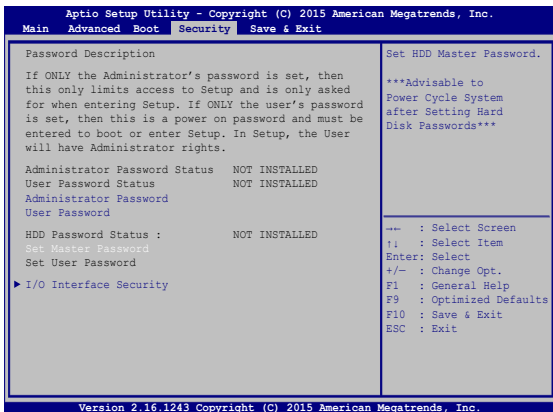 Aptio Setup Utility - Copyright (C) 2015 American Megatrends, Inc.
Main Advanced Boot Security Save & Exit
Password Description
If ONLY the Administrator's password is set, then
this only limits access to Setup and is only asked
for when entering Setup. If ONLY the user's password
is set, then this is a power on password and must be
entered to boot or enter Setup. In Setup, the User
will have Administrator rights.
Administrator Password Status NOT INSTALLED
User Password Status NOT INSTALLED
Administrator Password
User Password
HDD Password Status : NOT INSTALLED
Set Master Password
Set User Password
▶ I/O Interface Security
Set HDD Master Password.
***Advisable to
Power Cycle System
after Setting Hard
Disk Passwords***
→← : Select Screen
↑↓ : Select Item
Enter: Select
+/— : Change Opt.
F1 : General Help
F9 : Optimized Defaults
F10 : Save & Exit
ESC : Exit
Version 2.16.1243 Copyright (C) 2015 American Megatrends, Inc.